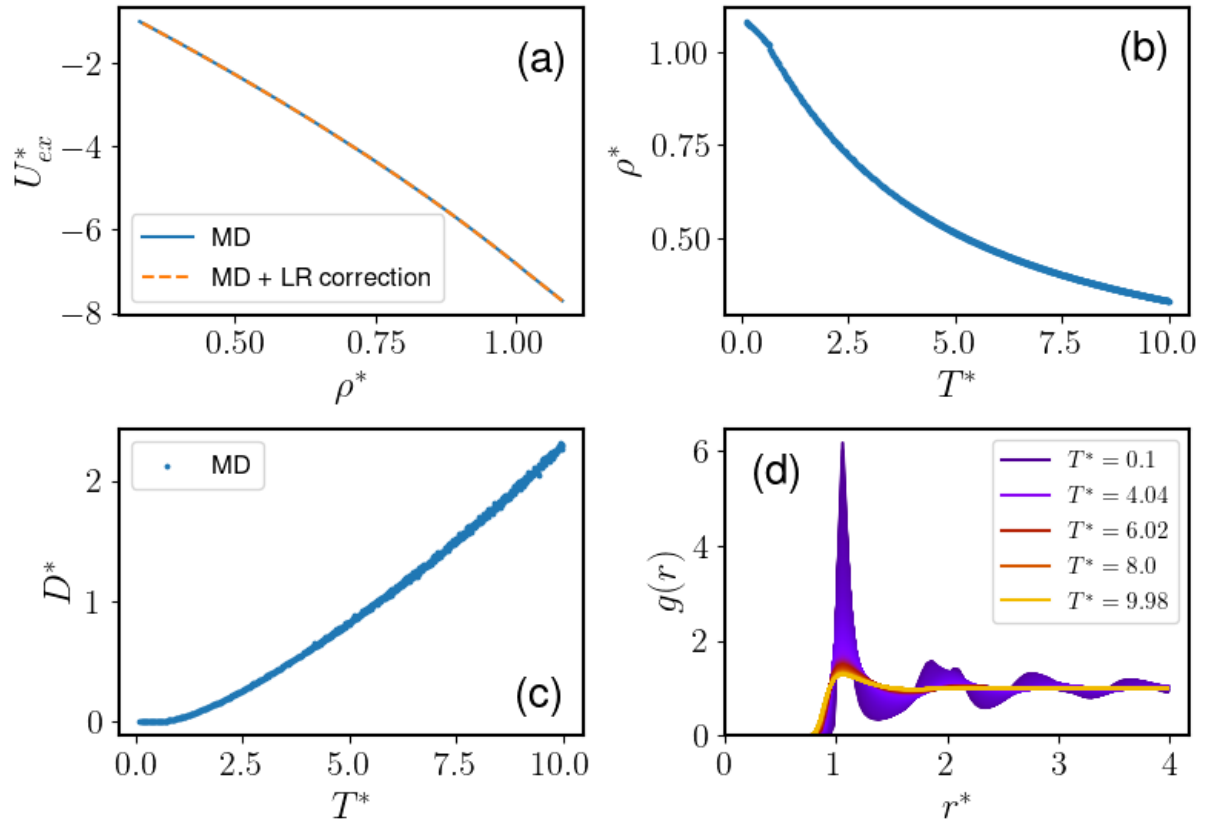 (a)
U*ex
−2
−4
−6
−8
MD
MD + LR correction
0.50
0.75
1.00
ρ*
(b)
ρ*
1.00
0.75
0.50
0.0
2.5
5.0
7.5
10.0
T*
MD
D*
2
1
0
(c)
0.0
2.5
5.0
7.5
10.0
T*
(d)
g(r)
6
4
2
0
T* = 0.1
T* = 4.04
T* = 6.02
T* = 8.0
T* = 9.98
0
1
2
3
4
r*